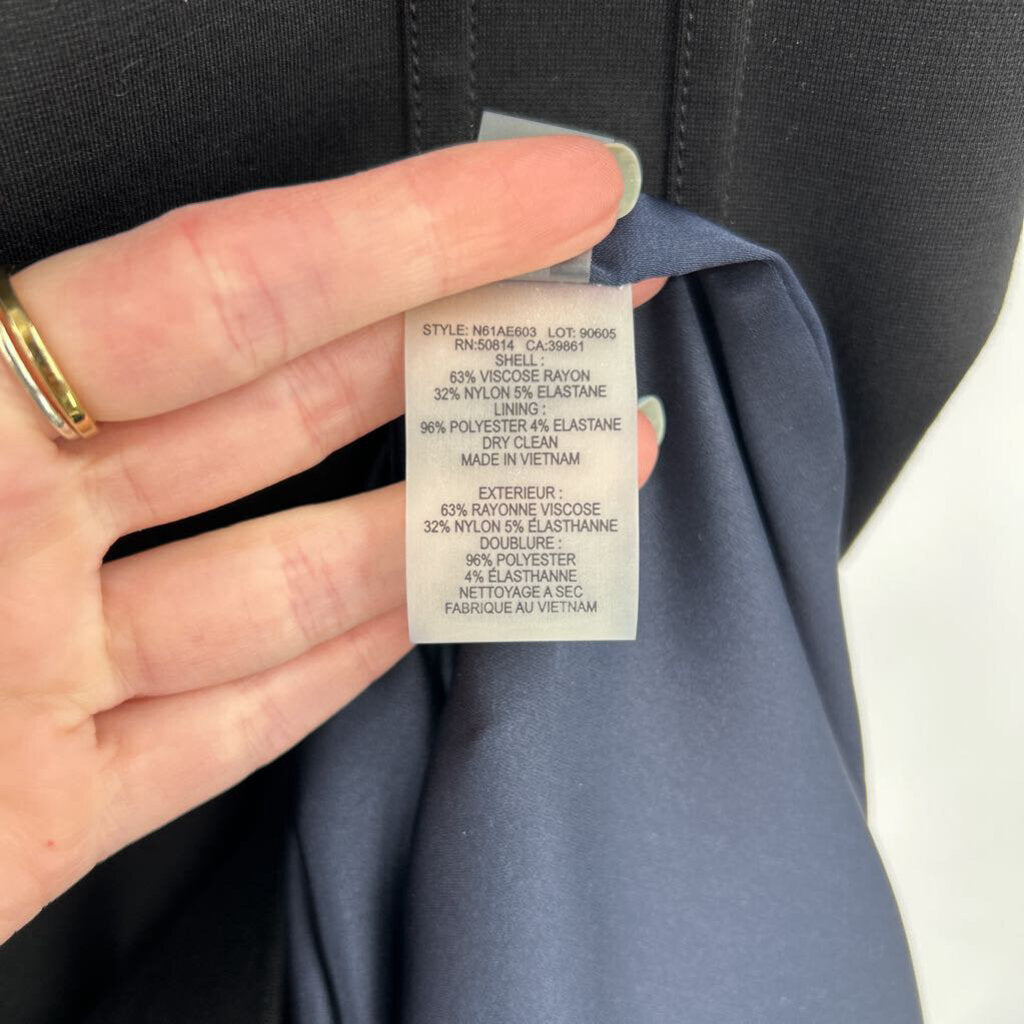 STYLE: N61AE603 LOT: 90605
RN:50814 CA:39861
SHELL :
63% VISCOSE RAYON
32% NYLON 5% ELASTANE
LINING :
96% POLYESTER 4% ELASTANE
DRY CLEAN
MADE IN VIETNAM
EXTERIEUR :
63% RAYONNE VISCOSE
32% NYLON 5% ÉLASTHANNE
DOUBLURE :
96% POLYESTER
4% ÉLASTHANNE
NETTOYAGE A SEC
FABRIQUE AU VIETNAM